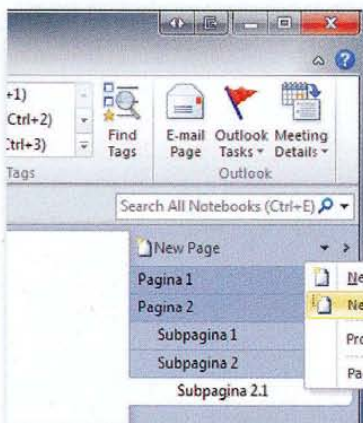 +1)
Ctrl+2)
Ctrl+3)
Find
Tags
E-mail
Page
Outlook
Tasks
Meeting
Details
Tags
Outlook
Search All Notebooks (Ctrl+E)
New Page
Pagina 1
Ne
Pagina 2
Ne
Subpagina 1
Pro
Subpagina 2
Pa
Subpagina 2.1